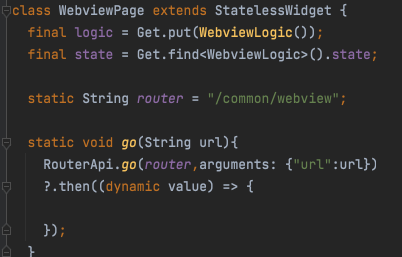 class WebviewPage extends StatelessWidget {
final logic = Get.put(WebviewLogic());
final state = Get.find<WebviewLogic>().state;
static String router = "/common/webview";
static void go(String url){
RouterApi.go(router,arguments: {"url":url})
?.then((dynamic value) => {
});
}